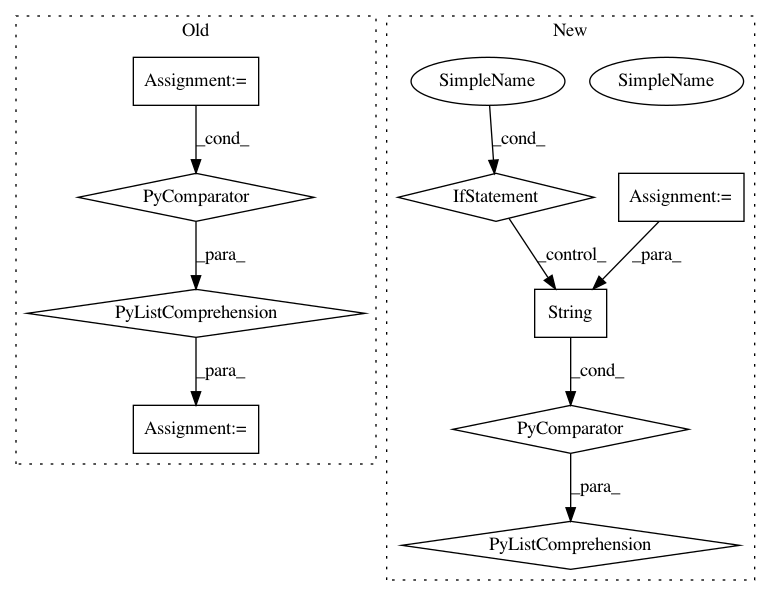 Old
New
Assignment:=
SimpleName
SimpleName
_cond_
_cond_
PyComparator
IfStatement
Assignment:=
_para_
_control_
_para_
PyListComprehension
String
_para_
_cond_
Assignment:=
PyComparator
_para_
PyListComprehension